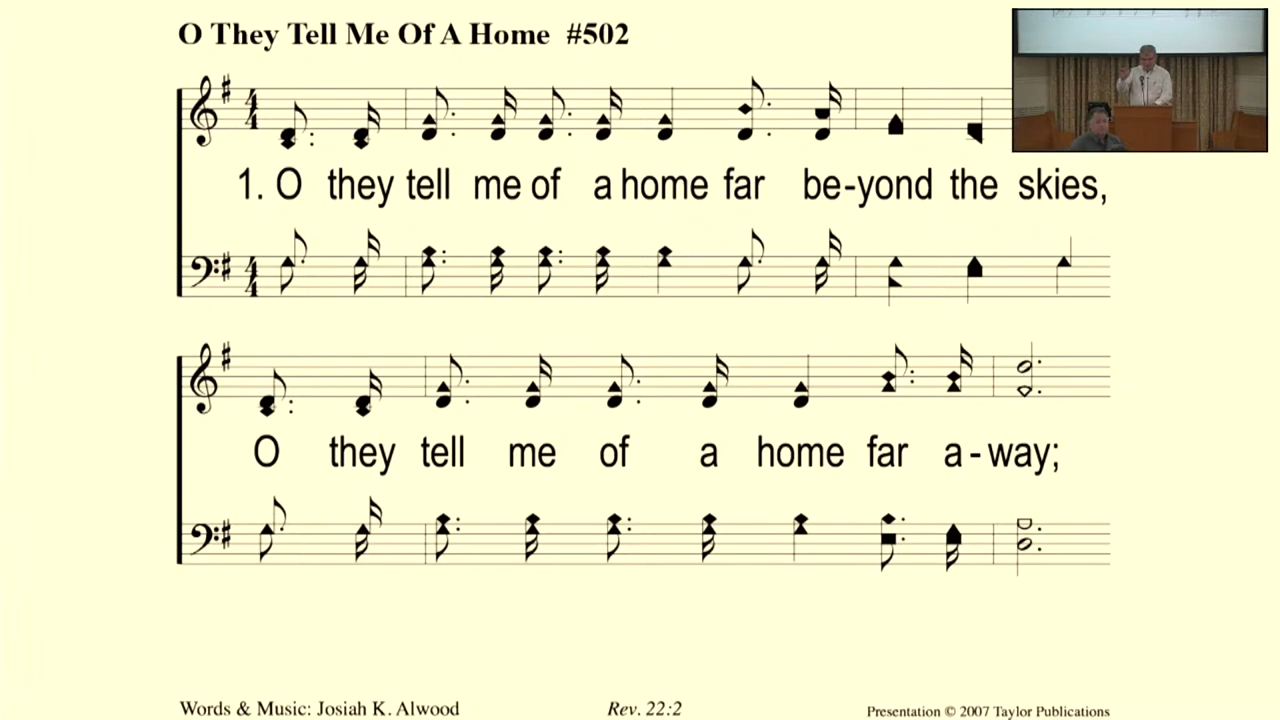 O They Tell Me Of A Home #502
1. O they tell me of a home far be-yond the skies,
O they tell me of a home far a-way;
Words & Music: Josiah K. Alwood
Rev. 22:2
Presentation © 2007 Taylor Publications